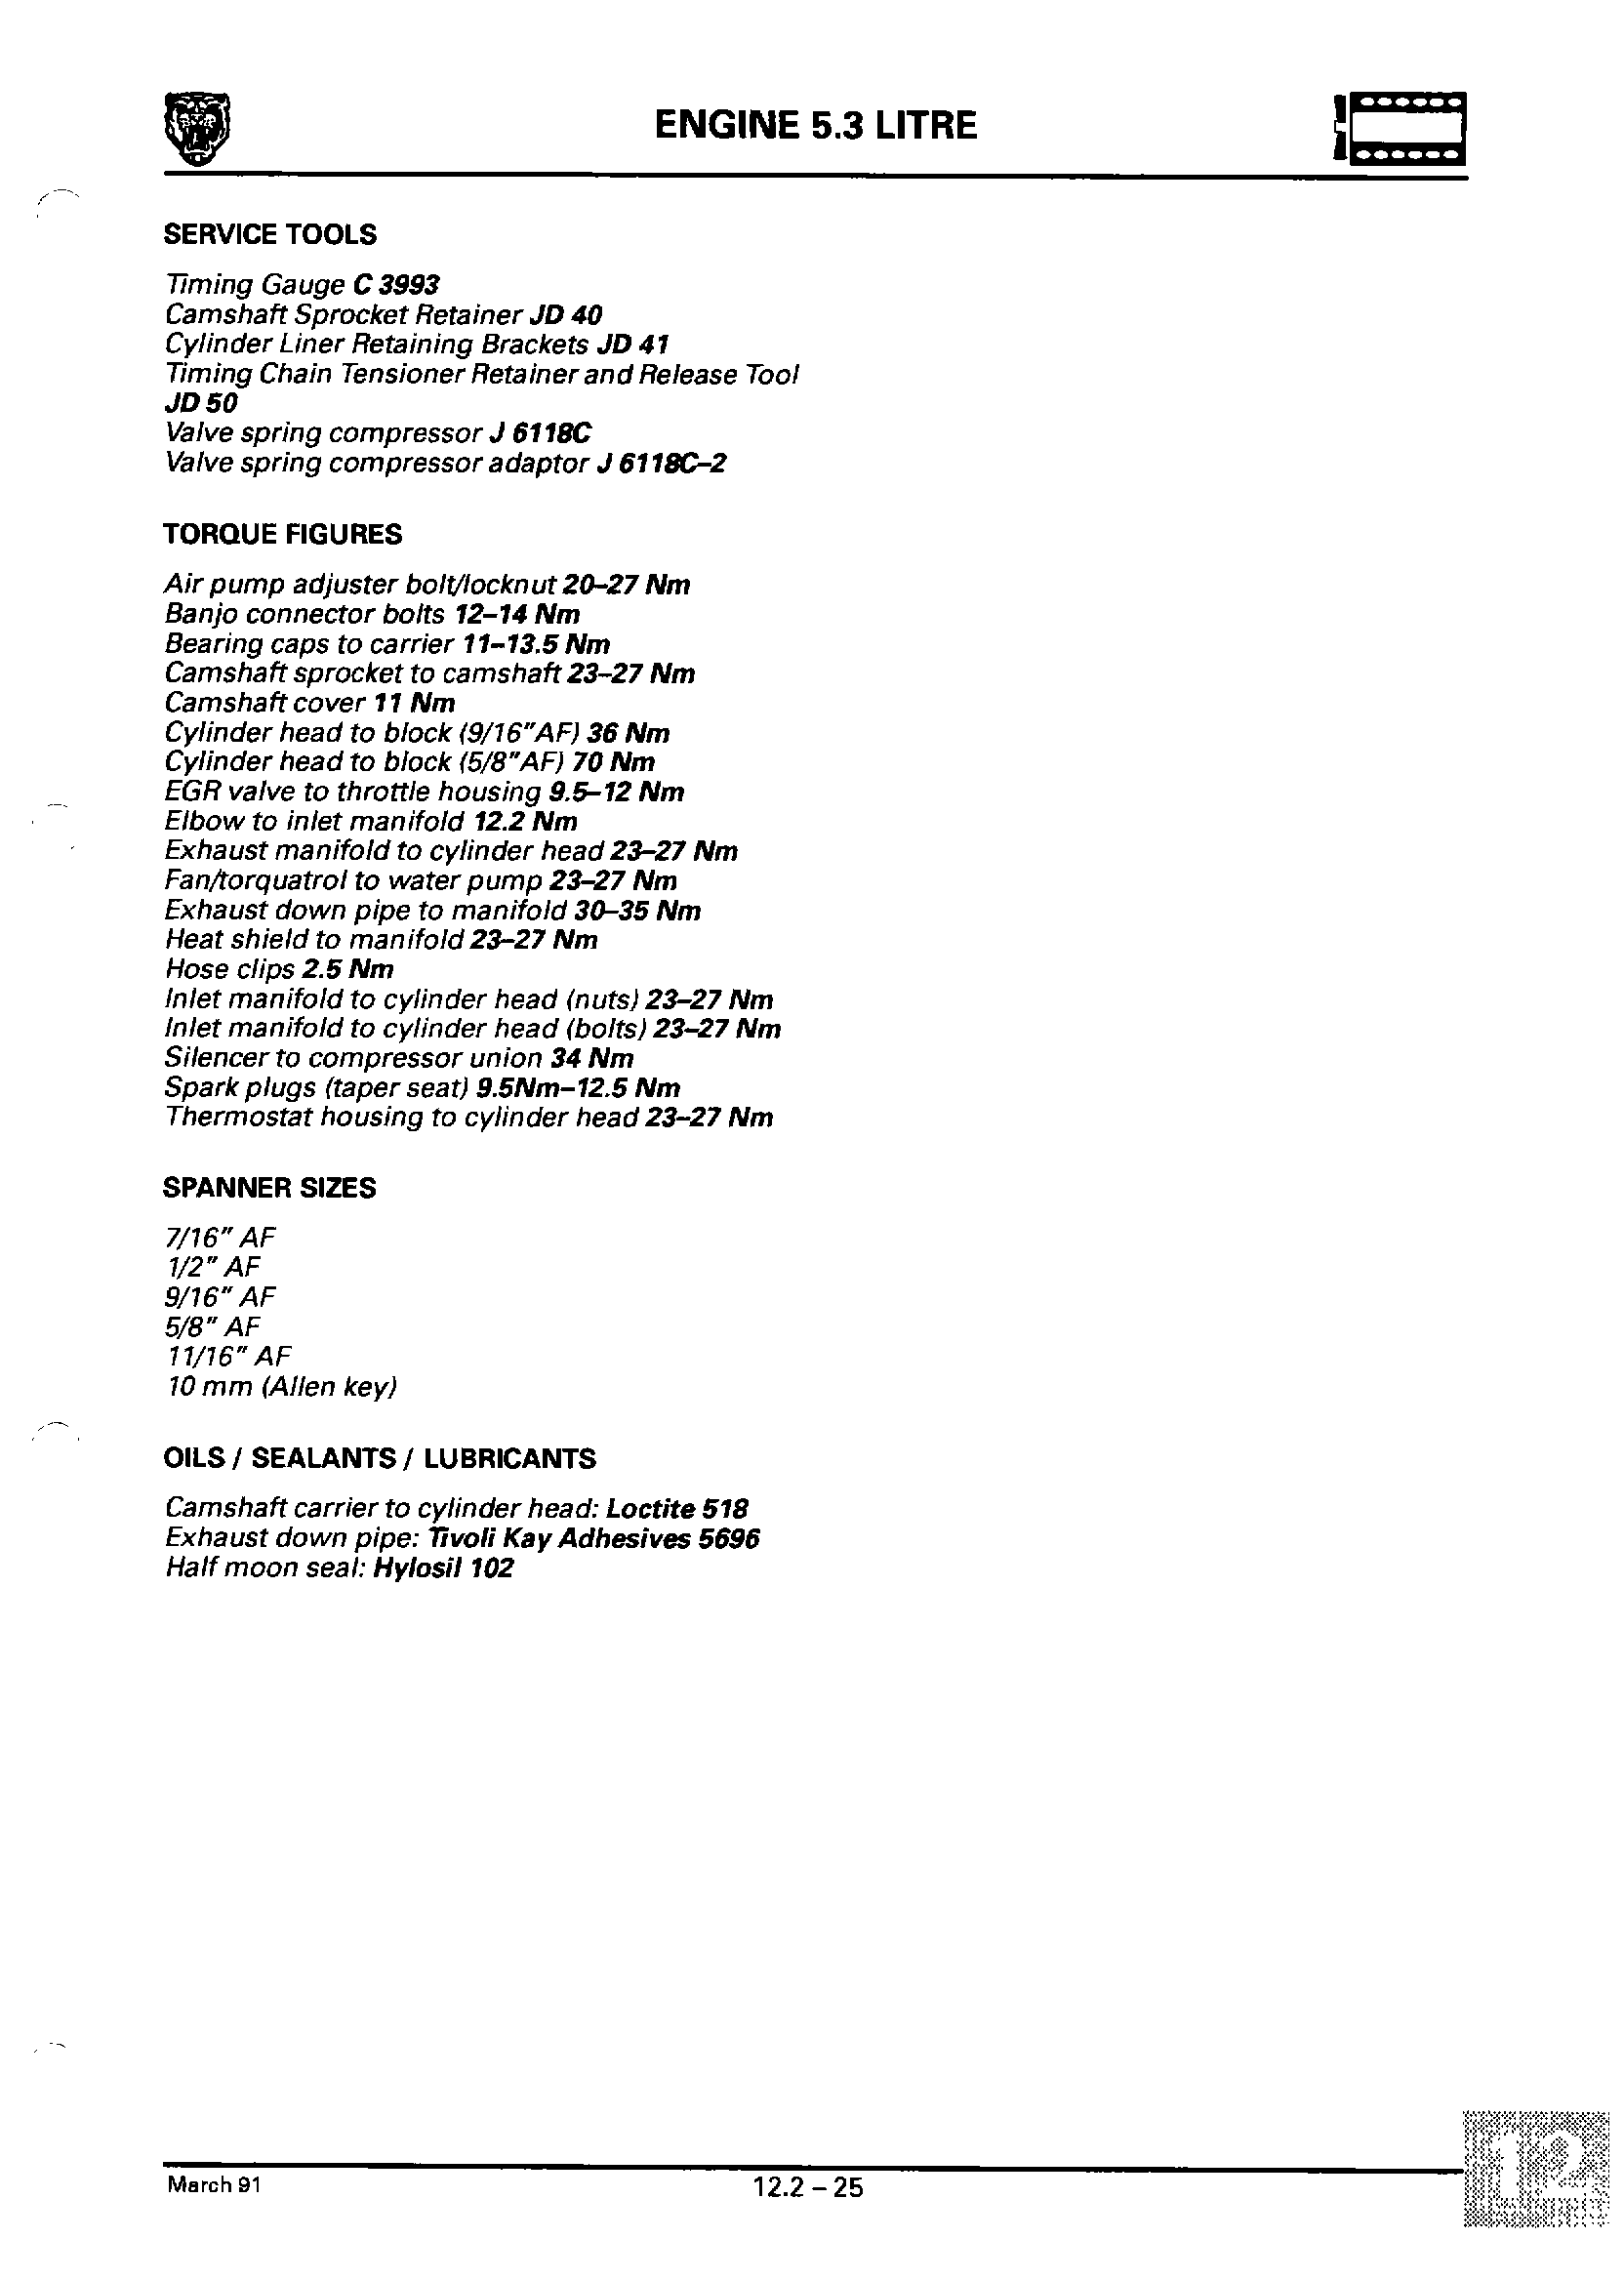 ENGINE 5.3 LITRE
SERVICE TOOLS
Timing Gauge C 3993
Camshaft Sprocket Retainer JD 40
Cylinder Liner Retaining Brackets JD 41
Timing Chain Tensioner Retainer and Release Tool
JD 50
Valve spring compressor J 6118C
Valve spring compressor adaptor J 6118C–2
TORQUE FIGURES
Air pump adjuster bolt/locknut 20–27 Nm
Banjo connector bolts 12–14 Nm
Bearing caps to carrier 11–13.5 Nm
Camshaft sprocket to camshaft 23–27 Nm
Camshaft cover 11 Nm
Cylinder head to block (9/16”AF) 36 Nm
Cylinder head to block (5/8”AF) 70 Nm
EGR valve to throttle housing 9.5–12 Nm
Elbow to inlet manifold 12.2 Nm
Exhaust manifold to cylinder head 23–27 Nm
Fan/torquatrol to water pump 23–27 Nm
Exhaust down pipe to manifold 30–35 Nm
Heat shield to manifold 23–27 Nm
Hose clips 2.5 Nm
Inlet manifold to cylinder head (nuts) 23–27 Nm
Inlet manifold to cylinder head (bolts) 23–27 Nm
Silencer to compressor union 34 Nm
Spark plugs (taper seat) 9.5Nm–12.5 Nm
Thermostat housing to cylinder head 23–27 Nm
SPANNER SIZES
7/16” AF
1/2” AF
9/16” AF
5/8” AF
11/16” AF
10 mm (Allen key)
OILS / SEALANTS / LUBRICANTS
Camshaft carrier to cylinder head: Loctite 518
Exhaust down pipe: Tivoli Kay Adhesives 5696
Half moon seal: Hylosil 102
12
March 91
12.2 – 25